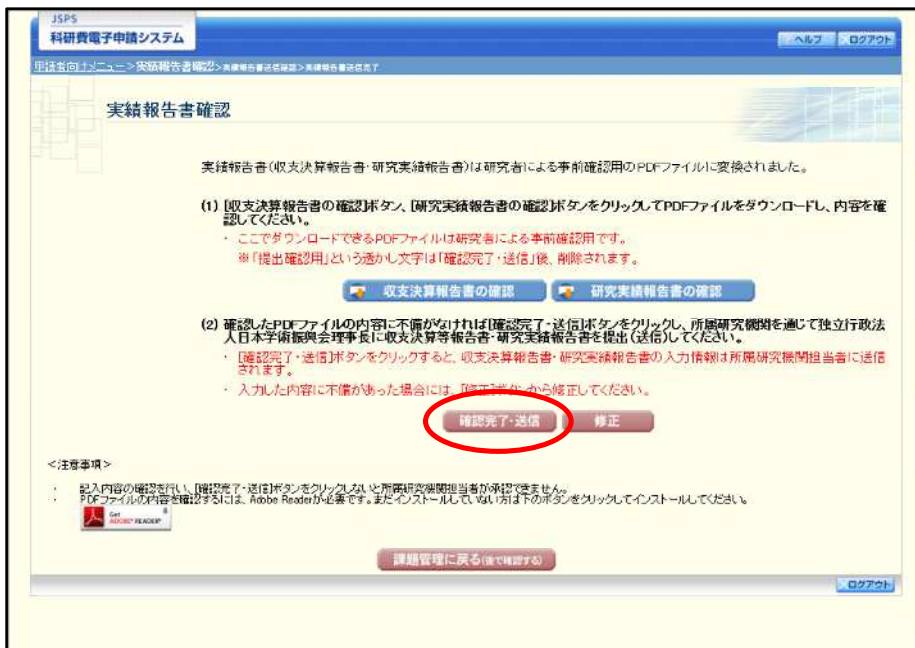 JSPS
科研費電子申請システム
ヘルプ
ログアウト
申請者向けメニュー>実績報告書確認>実績報告書送信確認>実績報告書送信完了
実績報告書確認
実績報告書(収支決算報告書・研究実績報告書)は研究者による事前確認用のPDFファイルに変換されました。
(1) [収支決算報告書の確認]ボタン、[研究実績報告書の確認]ボタンをクリックしてPDFファイルをダウンロードし、内容を確
認してください。
・ ここでダウンロードできるPDFファイルは研究者による事前確認用です。
※「提出確認用」という透かし文字は「確認完了・送信」後、削除されます。
収支決算報告書の確認
研究実績報告書の確認
(2) 確認したPDFファイルの内容に不備がなければ[確認完了・送信]ボタンをクリックし、所属研究機関を通じて独立行政法
人日本学術振興会理事長に収支決算等報告書・研究実績報告書を提出(送信)してください。
・ [確認完了・送信]ボタンをクリックすると、収支決算報告書・研究実績報告書の入力情報は所属研究機関担当者に送信
されます。
・ 入力した内容に不備があった場合には、[修正]ボタンから修正してください。
確認完了・送信
修正
<注意事項>
・ 記入内容の確認を行い、[確認完了・送信]ボタンをクリックしないと所属研究機関担当者が承認できません。
・ PDFファイルの内容を確認するには、Adobe Readerが必要です。まだインストールしていない方は下のボタンをクリックしてインストールしてください。
Get
ADOBE® READER®
課題管理に戻る(後で確認する)
ログアウト